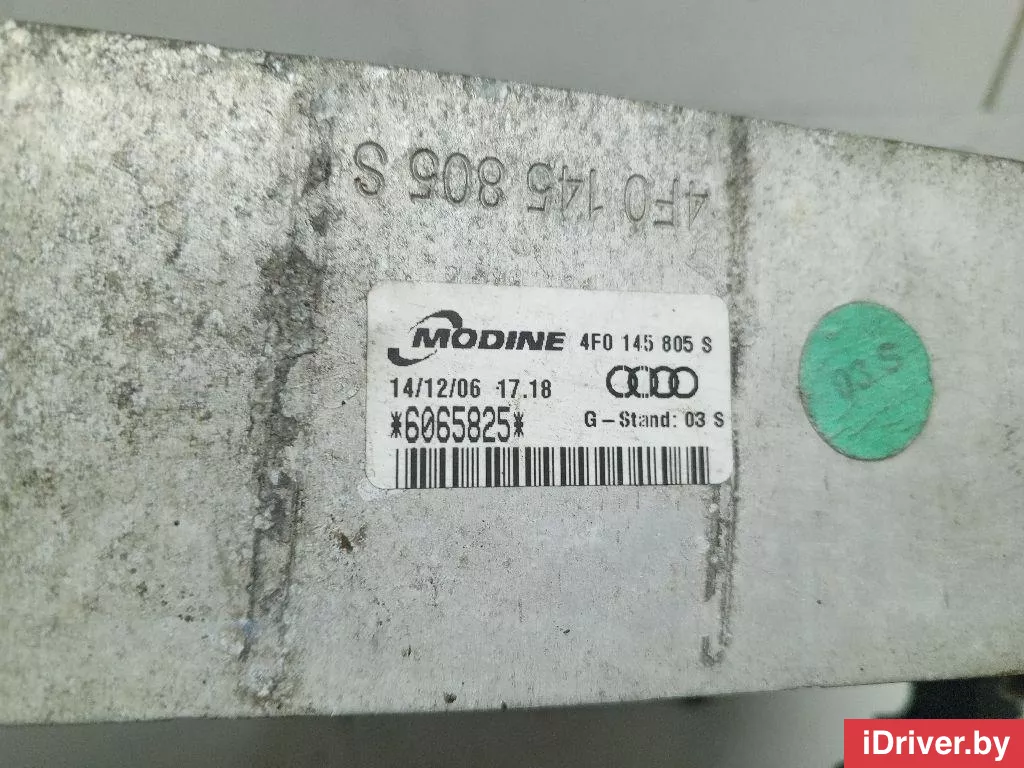 4F0 145 805 S
MODINE 4F0 145 805 S
14/12/06 17.18
*6065825* G-Stand: 03 S
03 S
iDriver.by